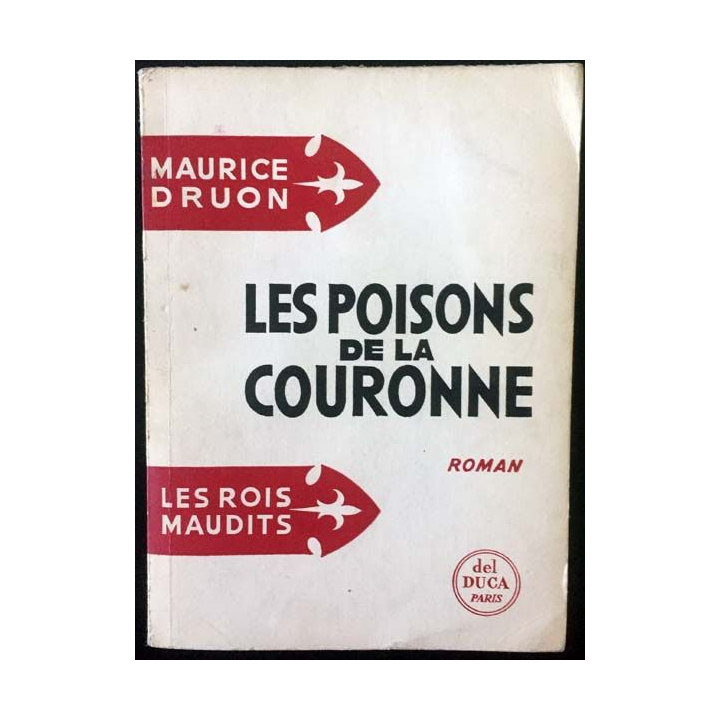 MAURICE
DRUON
LES POISONS
DE LA
COURONNE
ROMAN
LES ROIS
MAUDITS
del
DUCA
PARIS